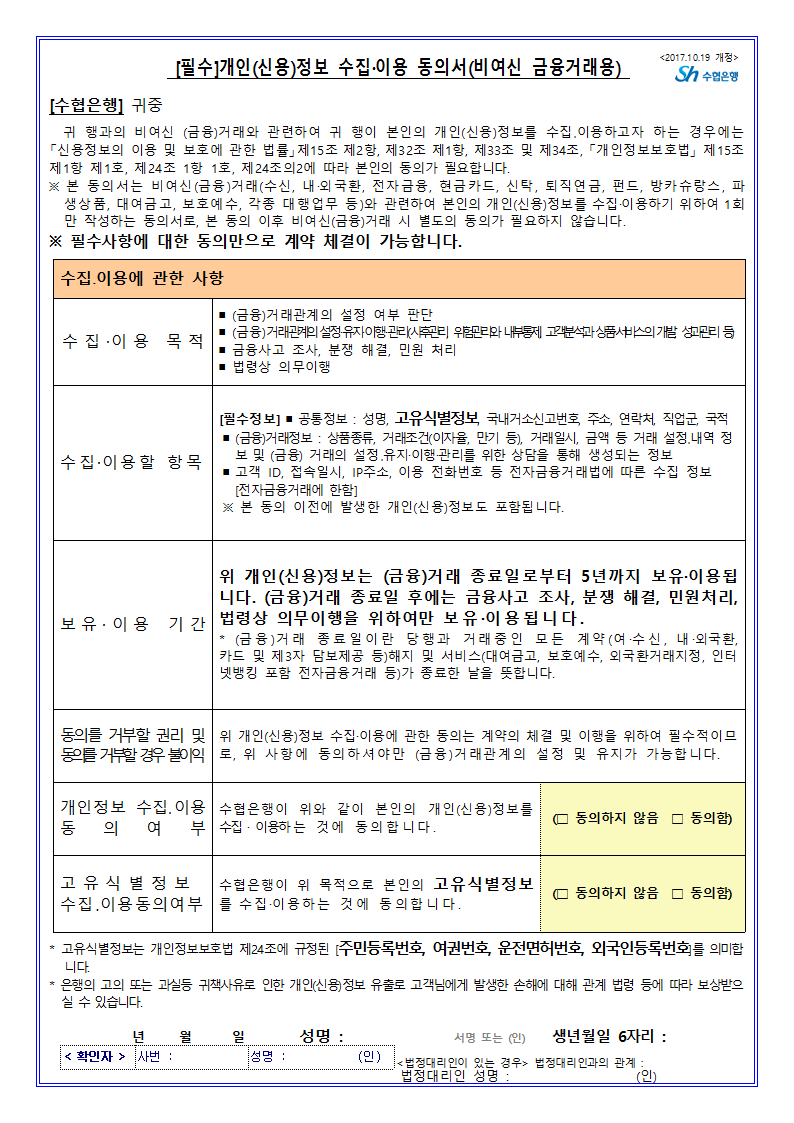 <2017.10.19 개정>
[필수]개인(신용)정보 수집·이용 동의서(비여신 금융거래용)
Sh 수협은행
[수협은행] 귀중
귀 행과의 비여신 (금융)거래와 관련하여 귀 행이 본인의 개인(신용)정보를 수집.이용하고자 하는 경우에는
「신용정보의 이용 및 보호에 관한 법률」제15조 제2항, 제32조 제1항, 제33조 및 제34조, 「개인정보보호법」 제15조
제1항 제1호, 제24조 1항 1호, 제24조의2에 따라 본인의 동의가 필요합니다.
※ 본 동의서는 비여신(금융)거래(수신, 내·외국환, 전자금융, 현금카드, 신탁, 퇴직연금, 펀드, 방카슈랑스, 파
생상품, 대여금고, 보호예수, 각종 대행업무 등)와 관련하여 본인의 개인(신용)정보를 수집·이용하기 위하여 1회
만 작성하는 동의서로, 본 동의 이후 비여신(금융)거래 시 별도의 동의가 필요하지 않습니다.
※ 필수사항에 대한 동의만으로 계약 체결이 가능합니다.
수집.이용에 관한 사항
수집·이용 목적
■ (금융)거래관계의 설정 여부 판단
■ (금융)거래관계의 설정·유지·이행·관리(사후관리, 위험관리와 내부통제, 고객분석과 상품서비스의 개발, 성과관리 등)
■ 금융사고 조사, 분쟁 해결, 민원 처리
■ 법령상 의무이행
수집·이용할 항목
[필수정보] ■ 공통정보 : 성명, 고유식별정보, 국내거소신고번호, 주소, 연락처, 직업군, 국적
■ (금융)거래정보 : 상품종류, 거래조건(이자율, 만기 등), 거래일시, 금액 등 거래 설정.내역 정
보 및 (금융) 거래의 설정.유지·이행·관리를 위한 상담을 통해 생성되는 정보
■ 고객 ID, 접속일시, IP주소, 이용 전화번호 등 전자금융거래법에 따른 수집 정보
[전자금융거래에 한함]
※ 본 동의 이전에 발생한 개인(신용)정보도 포함됩니다.
보유·이용 기간
위 개인(신용)정보는 (금융)거래 종료일로부터 5년까지 보유·이용됩
니다. (금융)거래 종료일 후에는 금융사고 조사, 분쟁 해결, 민원처리,
법령상 의무이행을 위하여만 보유·이용됩니다.
* (금융)거래 종료일이란 당행과 거래중인 모든 계약(여·수신, 내·외국환,
카드 및 제3자 담보제공 등)해지 및 서비스(대여금고, 보호예수, 외국환거래지정, 인터
넷뱅킹 포함 전자금융거래 등)가 종료한 날을 뜻합니다.
동의를 거부할 권리 및
동의를 거부할 경우 불이익
위 개인(신용)정보 수집·이용에 관한 동의는 계약의 체결 및 이행을 위하여 필수적이므
로, 위 사항에 동의하셔야만 (금융)거래관계의 설정 및 유지가 가능합니다.
개인정보 수집.이용
동 의 여 부
수협은행이 위와 같이 본인의 개인(신용)정보를
수집·이용하는 것에 동의합니다.
(□ 동의하지 않음 □ 동의함)
고유식별정보
수집.이용동의여부
수협은행이 위 목적으로 본인의 고유식별정보
를 수집·이용하는 것에 동의합니다.
(□ 동의하지 않음 □ 동의함)
* 고유식별정보는 개인정보보호법 제24조에 규정된 [주민등록번호, 여권번호, 운전면허번호, 외국인등록번호]를 의미합
니다.
* 은행의 고의 또는 과실등 귀책사유로 인한 개인(신용)정보 유출로 고객님에게 발생한 손해에 대해 관계 법령 등에 따라 보상받으
실 수 있습니다.
년 월 일 성명 : 서명 또는 (인) 생년월일 6자리 :
< 확인자 > 사번 : 성명 : (인)
<법정대리인이 있는 경우> 법정대리인과의 관계 :
법정대리인 성명 : (인)